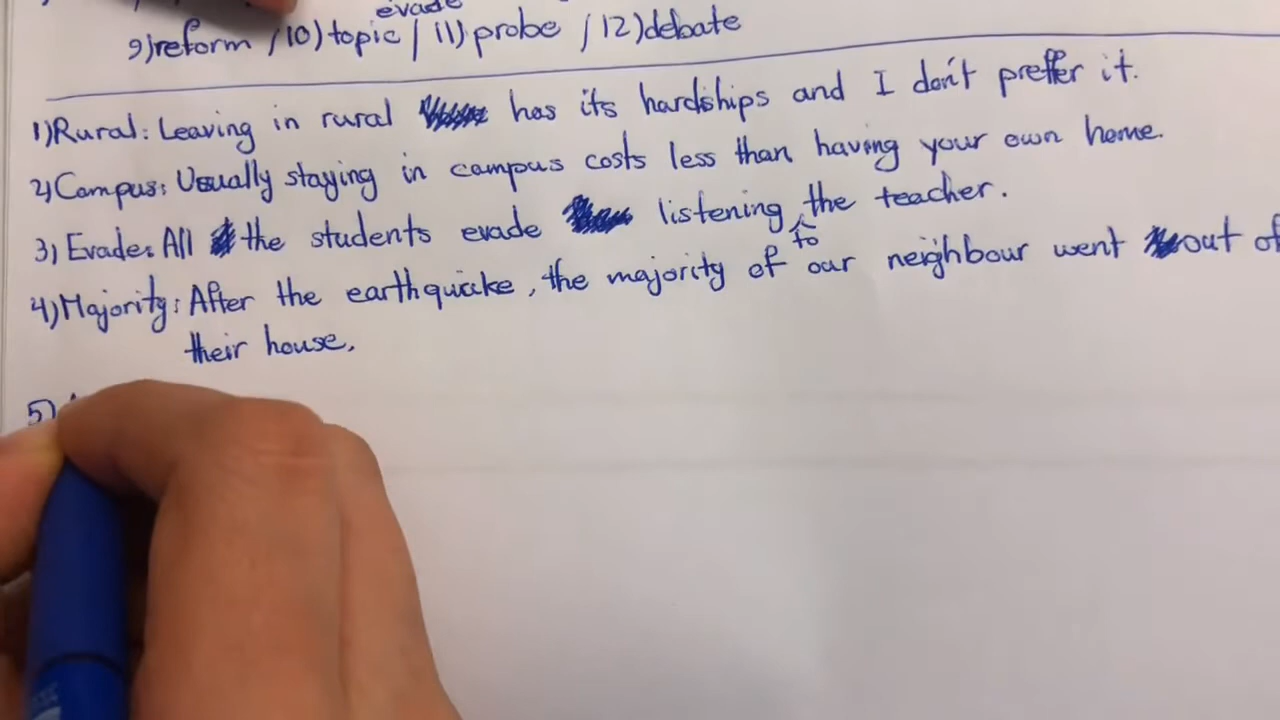 evade
9)reform /10)topic / 11) probe / 12)debate
1)Rural: Leaving in rural has its hardships and I don't preffer it.
2)Campus: Usually staying in campus costs less than having your own home.
3) Evade: All the students evade listening to the teacher.
4)Majority: After the earthquake, the majority of our neighbour went out of
their house.
5)